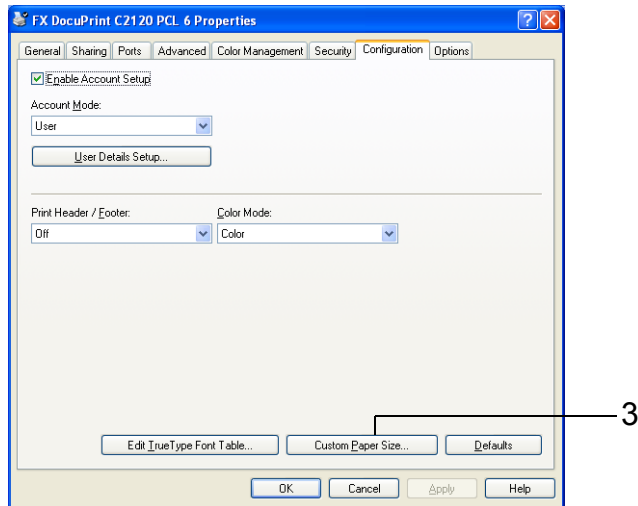 FX DocuPrint C2120 PCL 6 Properties
General Sharing Ports Advanced Color Management Security Configuration Options
Enable Account Setup
Account Mode:
User
User Details Setup...
Print Header / Footer: Color Mode:
Off Color
3
Edit TrueType Font Table... Custom Paper Size... Defaults
OK Cancel Apply Help